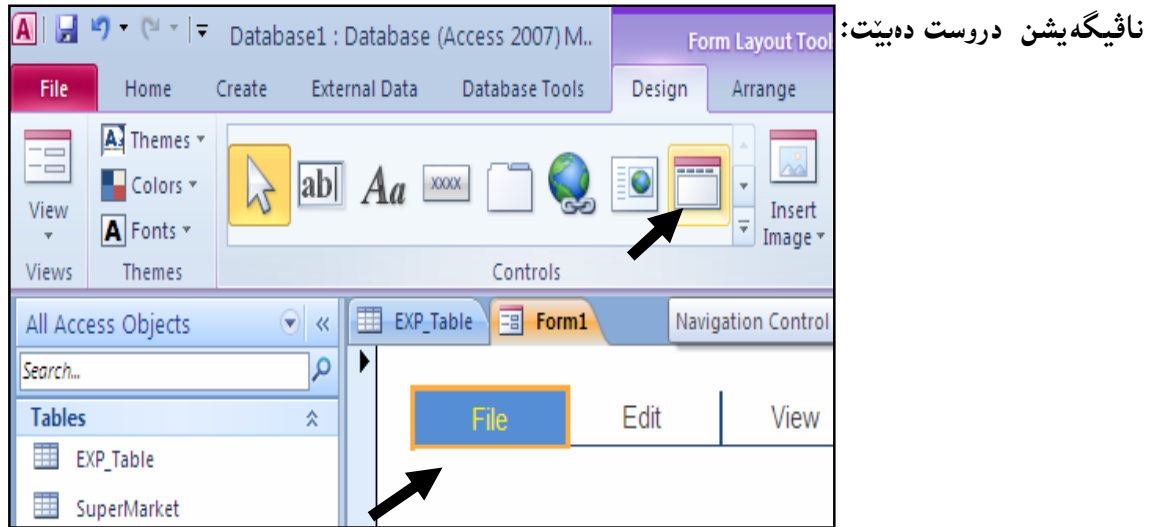 ناڤیگەیشن دروست دەبێت:
Database1 : Database (Access 2007) M..
Form Layout Tool
File Home Create External Data Database Tools Design Arrange
Themes
Colors
Fonts
View
ab|
Aa
XXXX
Insert
Image
Views Themes Controls
All Access Objects
EXP_Table Form1
Navigation Control
Search...
File Edit View
Tables
EXP_Table
SuperMarket